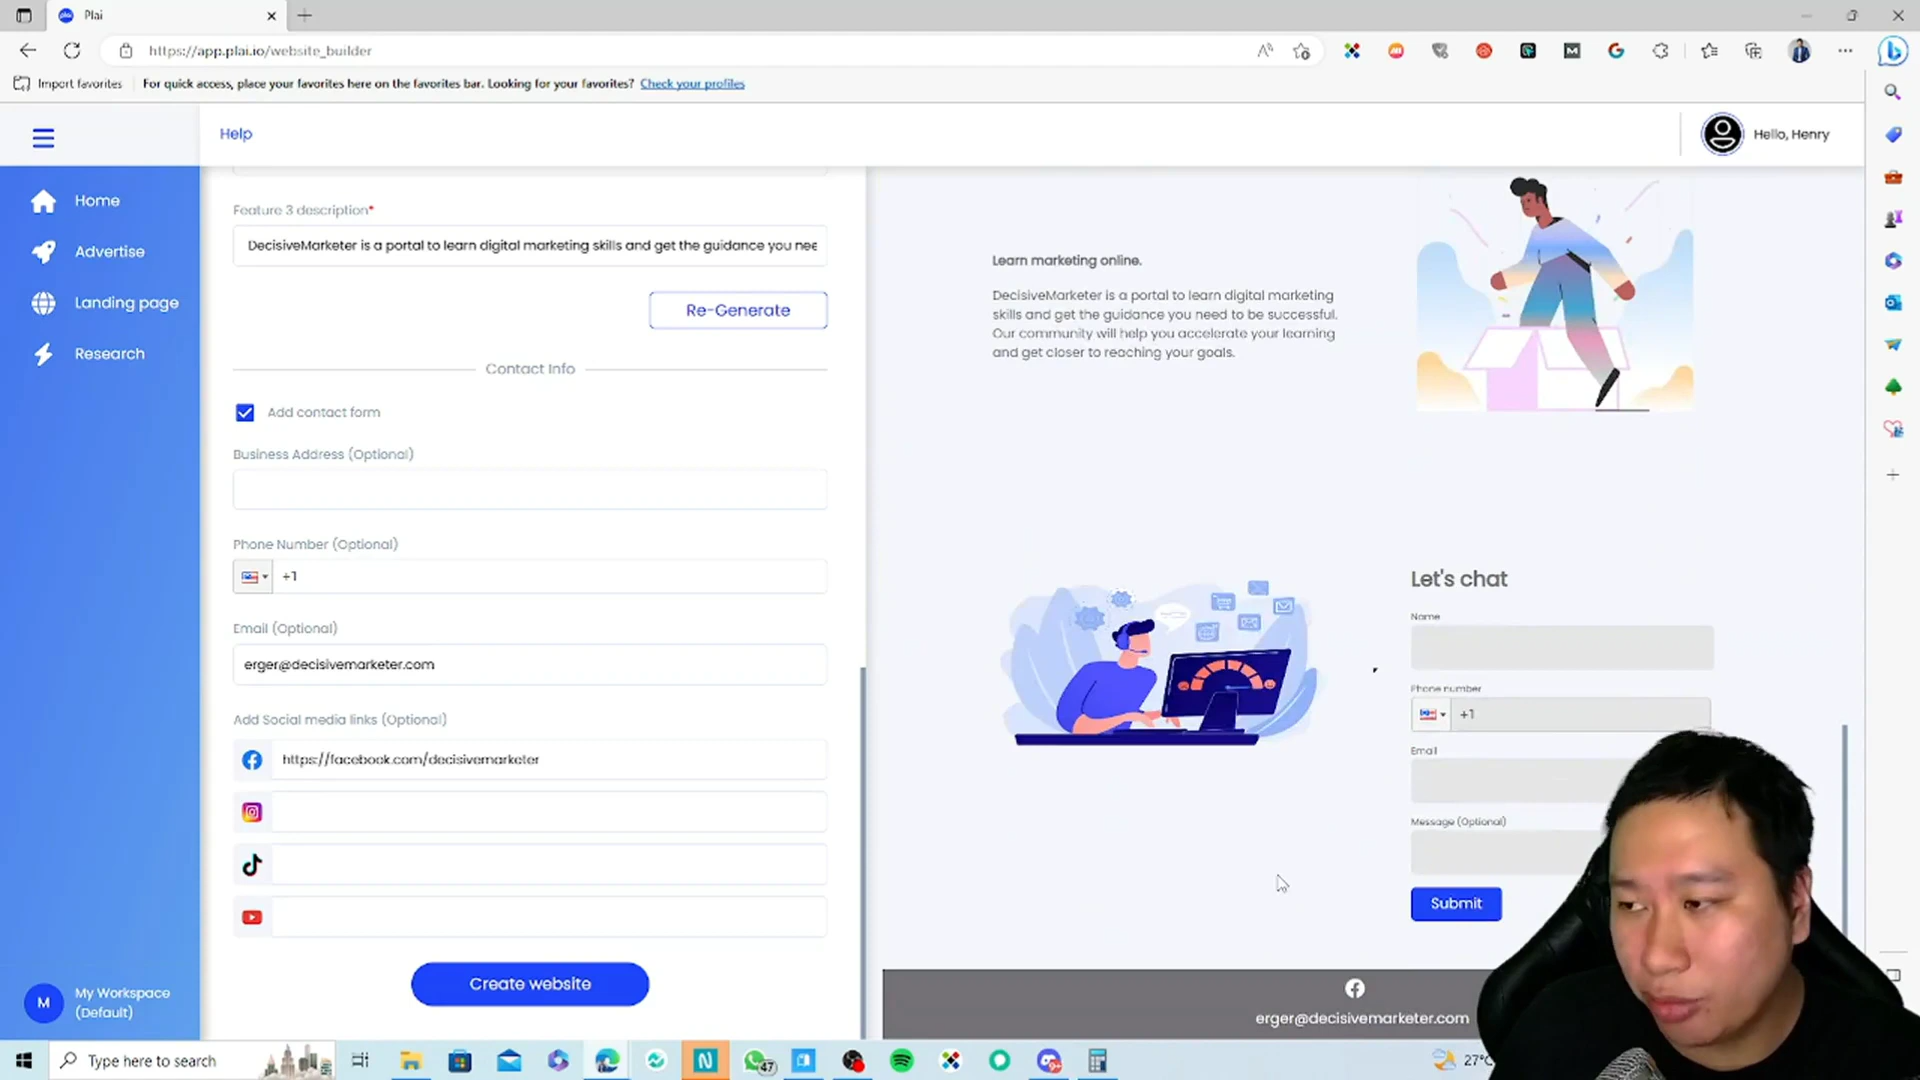 Plai
https://app.plai.io/website_builder
Import favorites
For quick access, place your favorites here on the favorites bar. Looking for your favorites? Check your profiles
Help
Hello, Henry
Home
Advertise
Landing page
Research
Feature 3 description*
DecisiveMarketer is a portal to learn digital marketing skills and get the guidance you nee
Re-Generate
Contact Info
Add contact form
Business Address (Optional)
Phone Number (Optional)
+1
Email (Optional)
erger@decisivemarketer.com
Add Social media links (Optional)
https://facebook.com/decisivemarketer
Create website
Learn marketing online.
DecisiveMarketer is a portal to learn digital marketing
skills and get the guidance you need to be successful.
Our community will help you accelerate your learning
and get closer to reaching your goals.
Let's chat
Name
Phone number
+1
Email
Message (Optional)
Submit
erger@decisivemarketer.com
M
My Workspace
(Default)
Type here to search
47
27°C